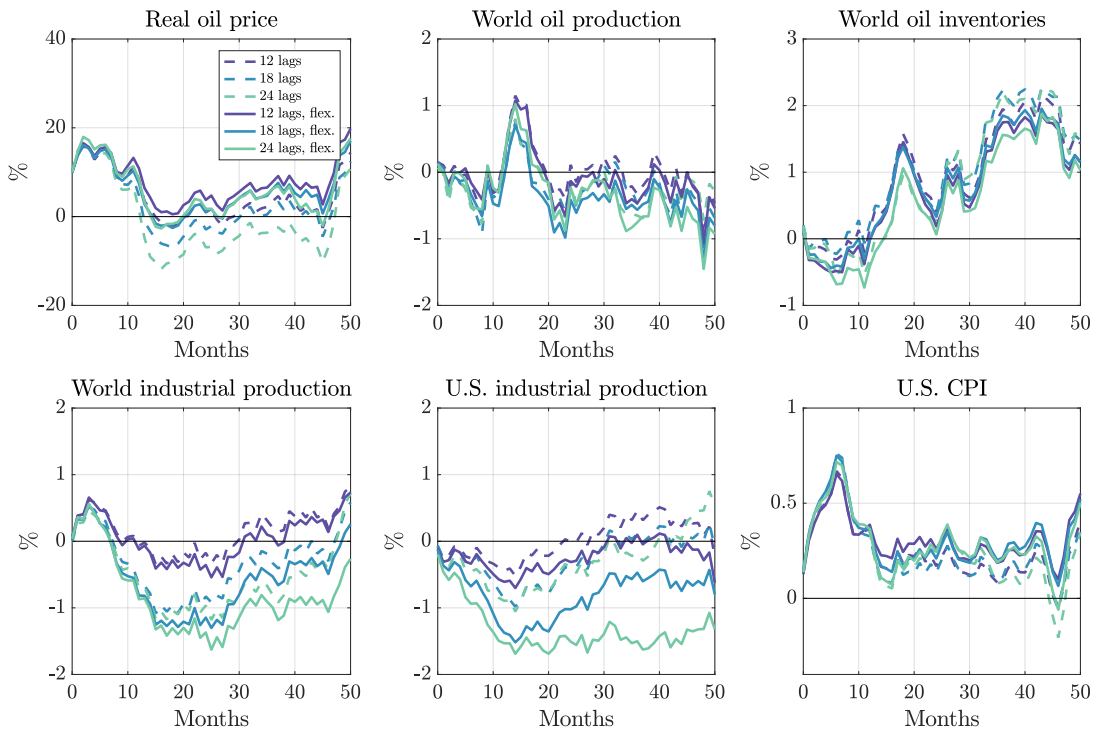 Real oil price
40
20
0
-20
%
0 10 20 30 40 50
Months
12 lags
18 lags
24 lags
12 lags, flex.
18 lags, flex.
24 lags, flex.
World oil production
2
1
0
-1
-2
%
0 10 20 30 40 50
Months
World oil inventories
3
2
1
0
-1
%
0 10 20 30 40 50
Months
World industrial production
2
1
0
-1
-2
%
0 10 20 30 40 50
Months
U.S. industrial production
2
1
0
-1
-2
%
0 10 20 30 40 50
Months
U.S. CPI
1
0.5
0
%
0 10 20 30 40 50
Months